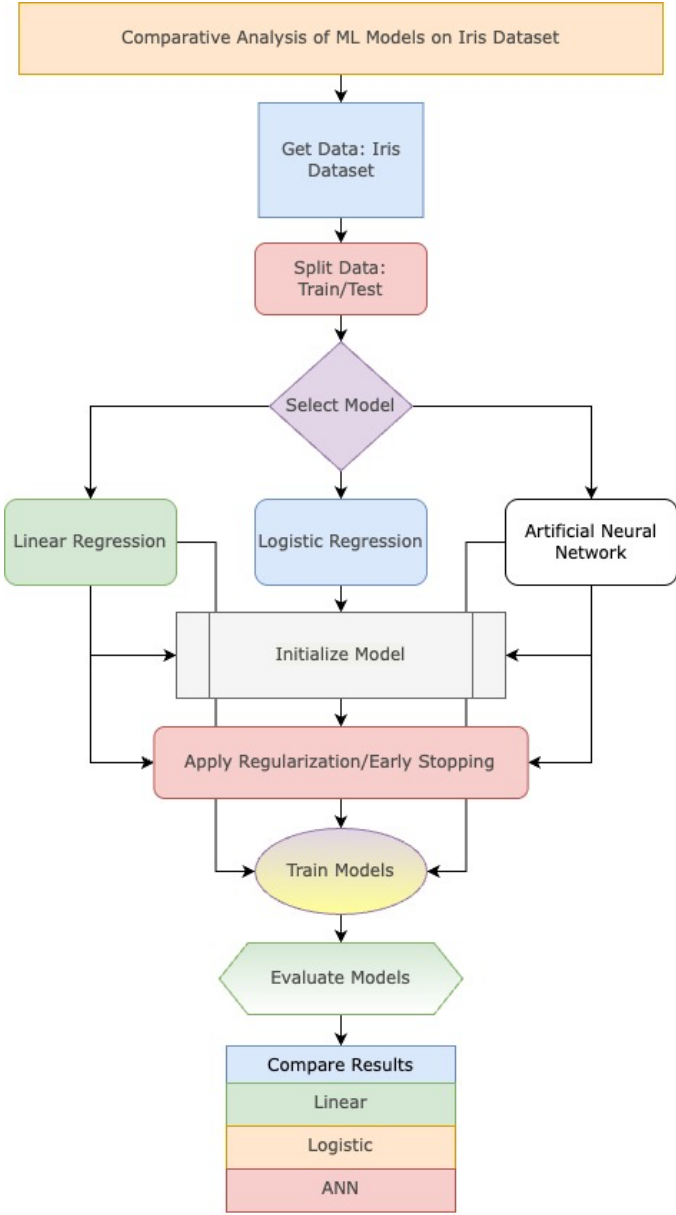 Comparative Analysis of ML Models on Iris Dataset
Get Data: Iris
Dataset
Split Data:
Train/Test
Select Model
Linear Regression
Logistic Regression
Artificial Neural
Network
Initialize Model
Apply Regularization/Early Stopping
Train Models
Evaluate Models
Compare Results
Linear
Logistic
ANN